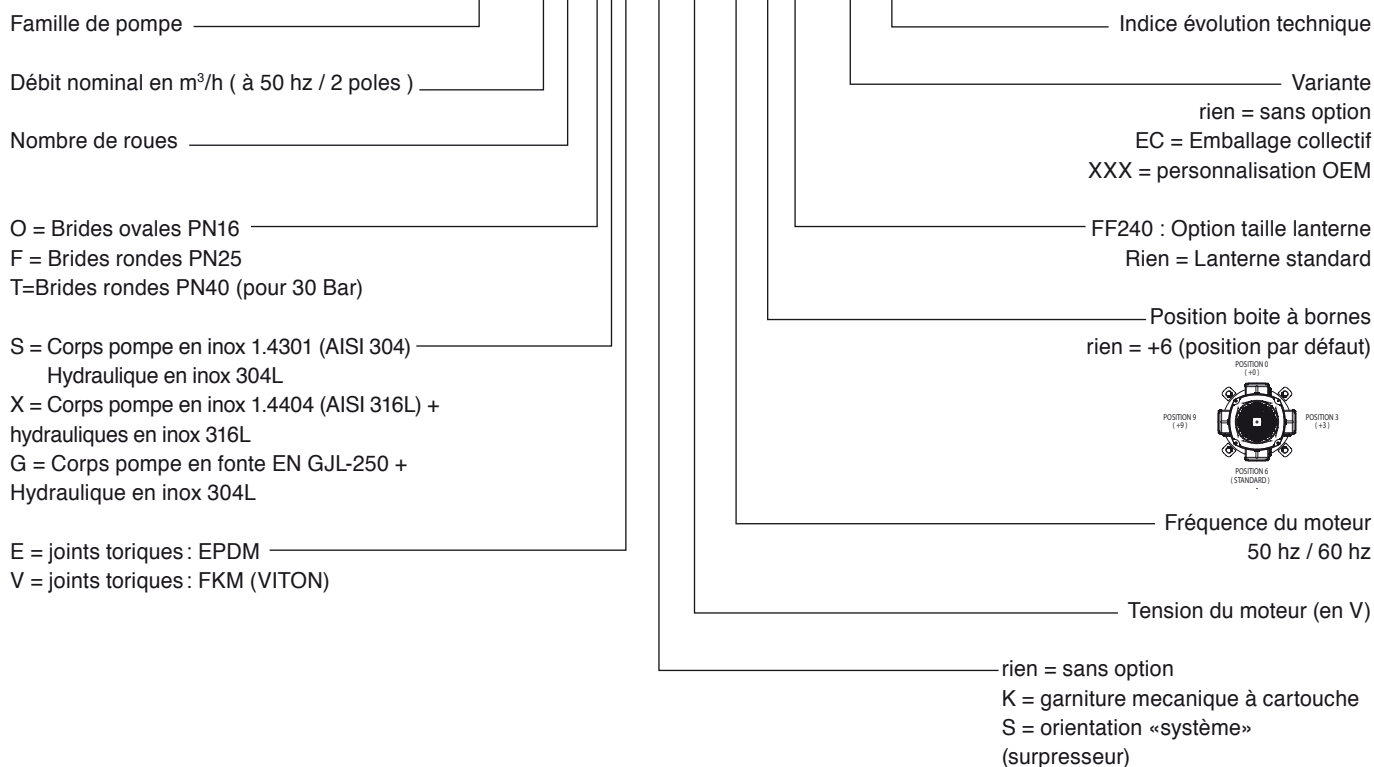 Famille de pompe
Débit nominal en m³/h ( à 50 hz / 2 poles )
Nombre de roues
O = Brides ovales PN16
F = Brides rondes PN25
T=Brides rondes PN40 (pour 30 Bar)
S = Corps pompe en inox 1.4301 (AISI 304)
Hydraulique en inox 304L
X = Corps pompe en inox 1.4404 (AISI 316L) +
hydrauliques en inox 316L
G = Corps pompe en fonte EN GJL-250 +
Hydraulique en inox 304L
E = joints toriques : EPDM
V = joints toriques : FKM (VITON)
Indice évolution technique
Variante
rien = sans option
EC = Emballage collectif
XXX = personnalisation OEM
FF240 : Option taille lanterne
Rien = Lanterne standard
Position boite à bornes
rien = +6 (position par défaut)
POSITION 0
( +0 )
POSITION 9
( +9 )
POSITION 3
( +3 )
POSITION 6
( STANDARD )
Fréquence du moteur
50 hz / 60 hz
Tension du moteur (en V)
rien = sans option
K = garniture mecanique à cartouche
S = orientation «système»
(surpresseur)